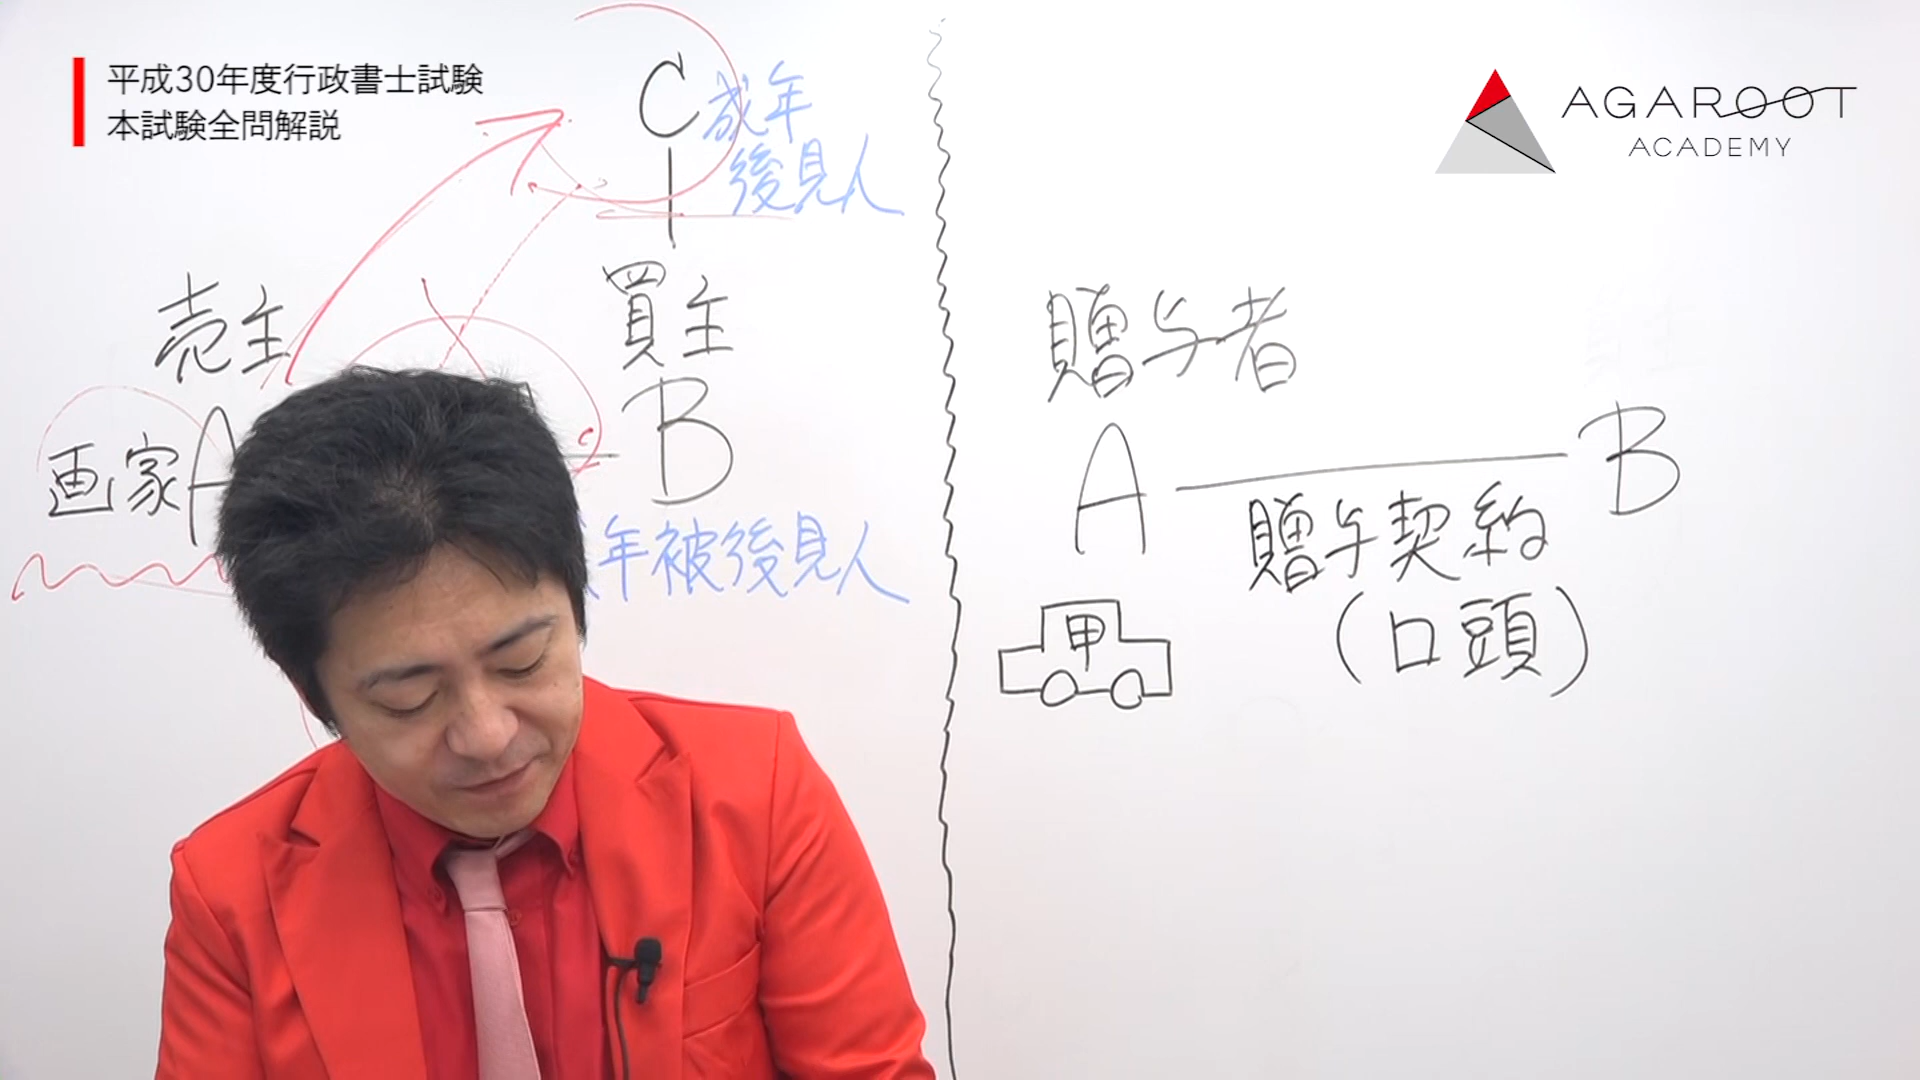 平成30年度行政書士試験
本試験全問解説
AGAROOT
ACADEMY
C
成年
後見人
売主
買主
画家A
B
年被後見人
贈与者
A
B
贈与契約
(口頭)
甲